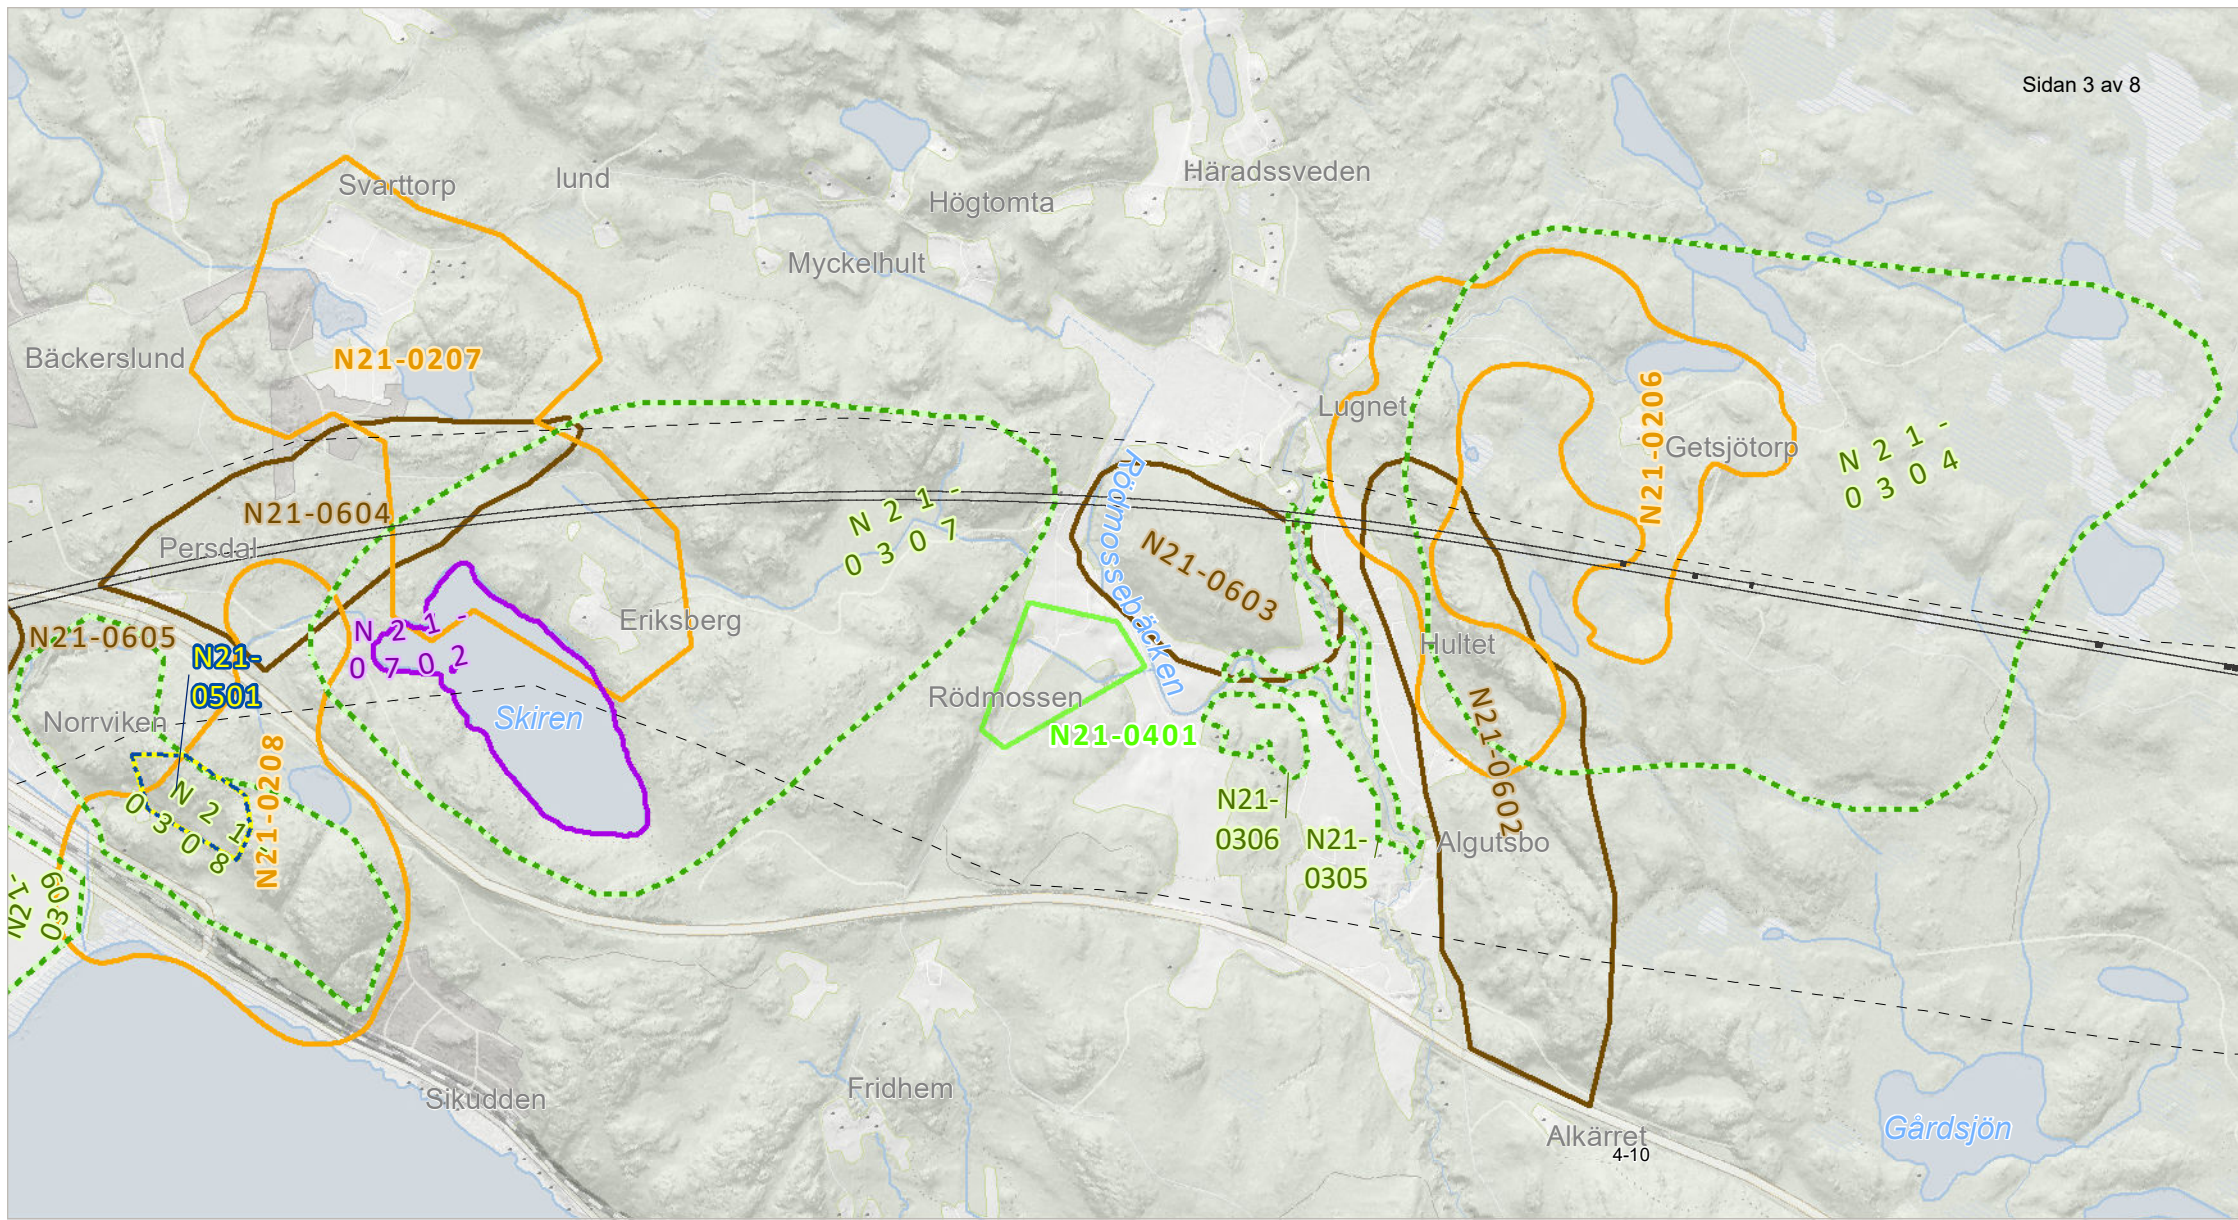 Sidan 3 av 8
Svarttorp
lund
Häradssveden
Högtomta
Myckelhult
Bäckerslund
N21-0207
Lugnet
N21-0206
Getsjötorp
N21-
0304
N21-0604
Persdal
N21-
0307
Rödmossebäcken
N21-0603
N21-0605
N21-
0501
N21-
0702
Eriksberg
Hultet
Norrviken
Skiren
Rödmossen
N21-0401
N21-0602
N21-0208
N21-
0308
N21-
0306
N21-
0305
Algutsbo
N21-
0309
Sikudden
Fridhem
Alkärret
4-10
Gårdsjön